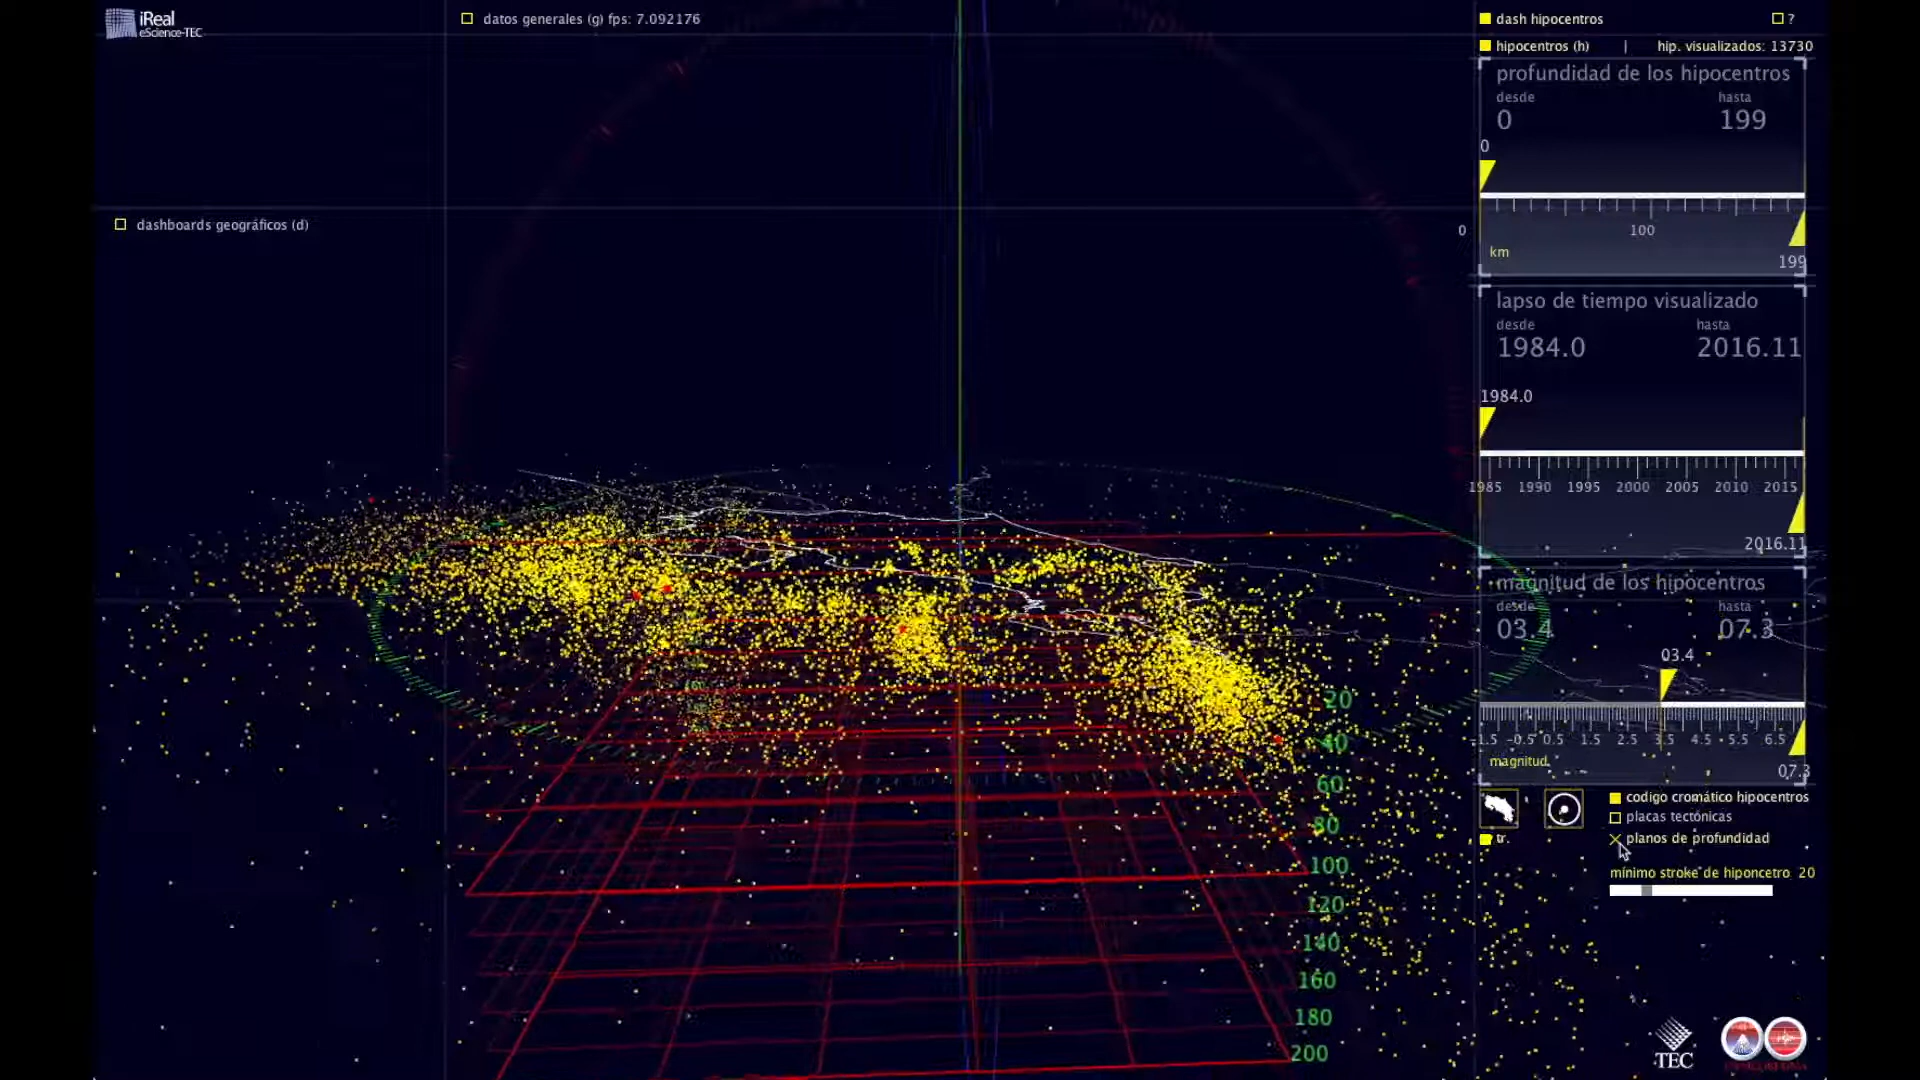 iReal
eScience-TEC
datos generales (g) fps: 7.092176
dash hipocentros
?
hipocentros (h) | hip. visualizados: 13730
profundidad de los hipocentros
desde hasta
0 199
0
0 100
km
199
dashboards geográficos (d)
lapso de tiempo visualizado
desde hasta
1984.0 2016.11
1984.0
1985 1990 1995 2000 2005 2010 2015
2016.11
magnitud de los hipocentros
desde hasta
03.4 07.3
03.4
-1.5 -0.5 0.5 1.5 2.5 3.5 4.5 5.5 6.5
magnitud
07.3
codigo cromático hipocentros
placas tectónicas
tr.
planos de profundidad
minimo stroke de hiponcetro 20
20
40
60
80
100
120
140
160
180
200
TEC